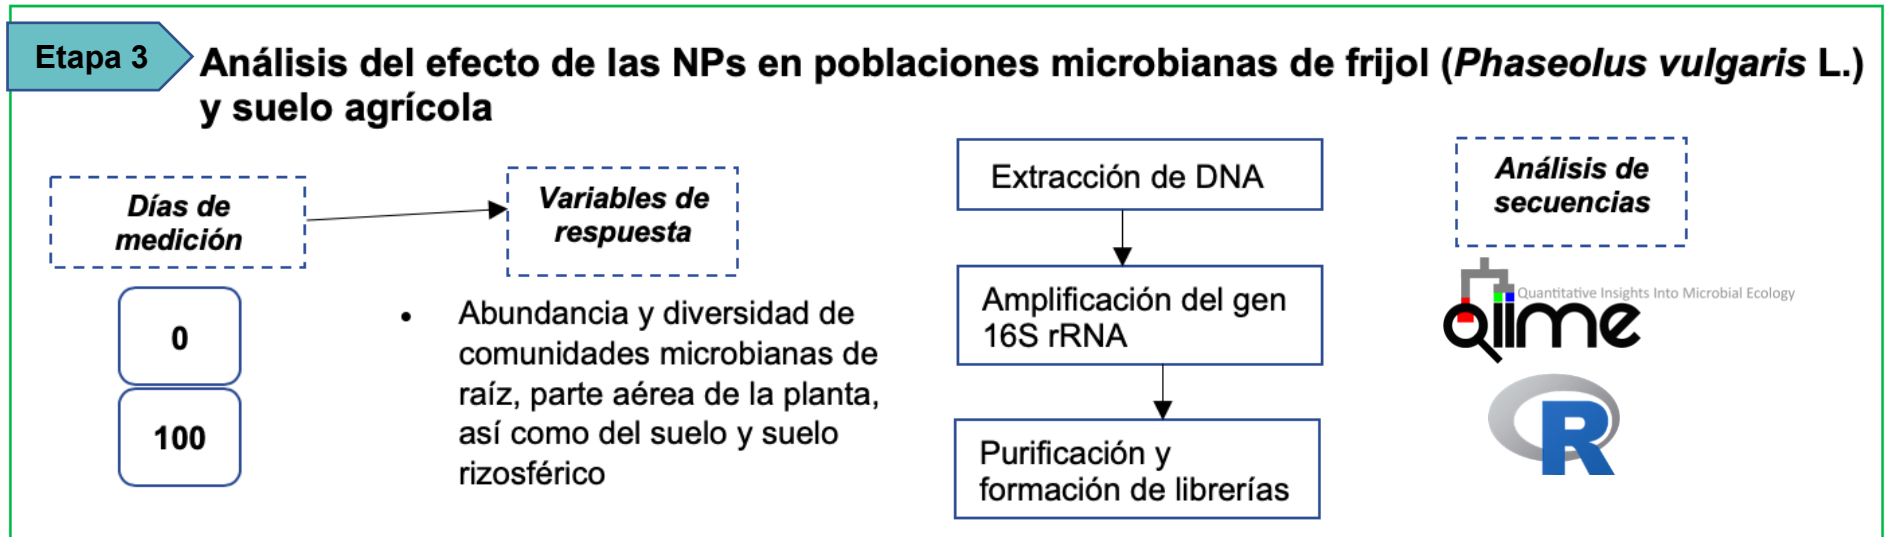 Etapa 3
Análisis del efecto de las NPs en poblaciones microbianas de frijol (Phaseolus vulgaris L.)
y suelo agrícola
Días de
medición
0
100
Variables de
respuesta
• Abundancia y diversidad de
comunidades microbianas de
raíz, parte aérea de la planta,
así como del suelo y suelo
rizosférico
Extracción de DNA
Amplificación del gen
16S rRNA
Purificación y
formación de librerías
Análisis de
secuencias
Quantitative Insights Into Microbial Ecology
Qiime
R